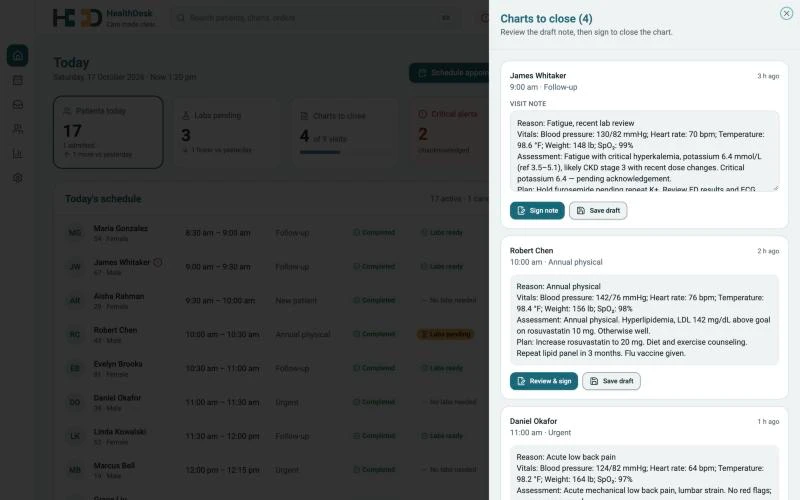 HealthDesk
Care made clear.
Search patients, charts, orders
Today
Saturday, 17 October 2026 · Now 1:20 pm
Schedule appoin
Patients today
17
1 admitted ·
1 more vs yesterday
Labs pending
3
1 fewer vs yesterday
Charts to close
4 of 9 visits
Critical alerts
2
Unacknowledged
Today's schedule
17 active · 1 canc
MG Maria Gonzalez 8:30 am – 9:00 am Follow-up Completed Labs ready
54 · Female
JW James Whitaker 9:00 am – 9:30 am Follow-up Completed Labs ready
67 · Male
AR Aisha Rahman 9:30 am – 10:00 am New patient Completed — No labs needed
29 · Female
RC Robert Chen 10:00 am – 10:30 am Annual physical Completed Labs pending
43 · Male
EB Evelyn Brooks 10:30 am – 11:00 am Follow-up Completed Labs ready
81 · Female
DO Daniel Okafor 11:00 am – 11:30 am Urgent Completed — No labs needed
38 · Male
LK Linda Kowalski 11:30 am – 12:00 pm Follow-up Completed Labs ready
52 · Female
MB Marcus Bell 12:00 pm – 12:15 pm Urgent Completed — No labs needed
19 · Male
Charts to close (4)
Review the draft note, then sign to close the chart.
James Whitaker 3 h ago
9:00 am · Follow-up
VISIT NOTE
Reason: Fatigue, recent lab review
Vitals: Blood pressure: 130/82 mmHg; Heart rate: 70 bpm; Temperature:
98.6 °F; Weight: 148 lb; SpO₂: 99%
Assessment: Fatigue with critical hyperkalemia, potassium 6.4 mmol/L
(ref 3.5–5.1), likely CKD stage 3 with recent dose changes. Critical
potassium 6.4 — pending acknowledgement.
Plan: Hold furosemide pending repeat K+. Review ED results and ECG
Sign note
Save draft
Robert Chen 2 h ago
10:00 am · Annual physical
Reason: Annual physical
Vitals: Blood pressure: 142/76 mmHg; Heart rate: 76 bpm; Temperature:
98.4 °F; Weight: 156 lb; SpO₂: 98%
Assessment: Annual physical. Hyperlipidemia, LDL 142 mg/dL above goal
on rosuvastatin 10 mg. Otherwise well.
Plan: Increase rosuvastatin to 20 mg. Diet and exercise counseling.
Repeat lipid panel in 3 months. Flu vaccine given.
Review & sign
Save draft
Daniel Okafor 1 h ago
11:00 am · Urgent
Reason: Acute low back pain
Vitals: Blood pressure: 124/82 mmHg; Heart rate: 64 bpm; Temperature:
98.2 °F; Weight: 164 lb; SpO₂: 97%
Assessment: Acute mechanical low back pain, lumbar strain. No red flags;